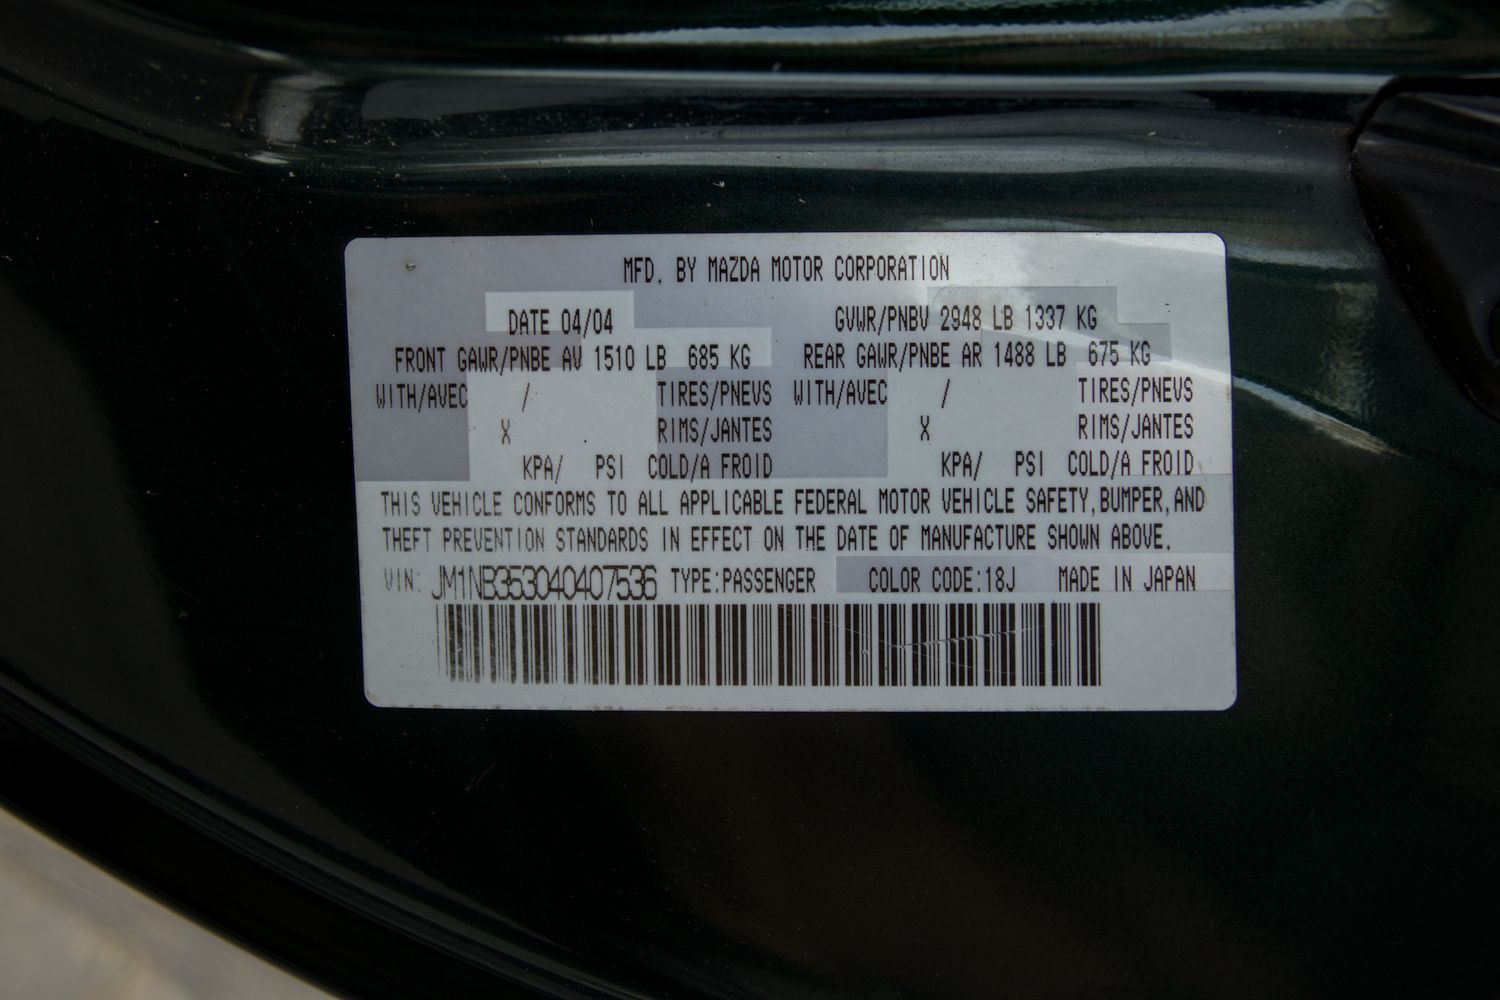 MFD. BY MAZDA MOTOR CORPORATION
DATE 04/04 GVWR/PNBV 2948 LB 1337 KG
FRONT GAWR/PNBE AV 1510 LB 685 KG REAR GAWR/PNBE AR 1488 LB 675 KG
WITH/AVEC / TIRES/PNEUS WITH/AVEC / TIRES/PNEUS
X . RIMS/JANTES X RIMS/JANTES
KPA/ PSI COLD/A FROID KPA/ PSI COLD/A FROID
THIS VEHICLE CONFORMS TO ALL APPLICABLE FEDERAL MOTOR VEHICLE SAFETY,BUMPER,AND
THEFT PREVENTION STANDARDS IN EFFECT ON THE DATE OF MANUFACTURE SHOWN ABOVE.
VIN: JM1NB353040407536 TYPE:PASSENGER COLOR CODE:18J MADE IN JAPAN